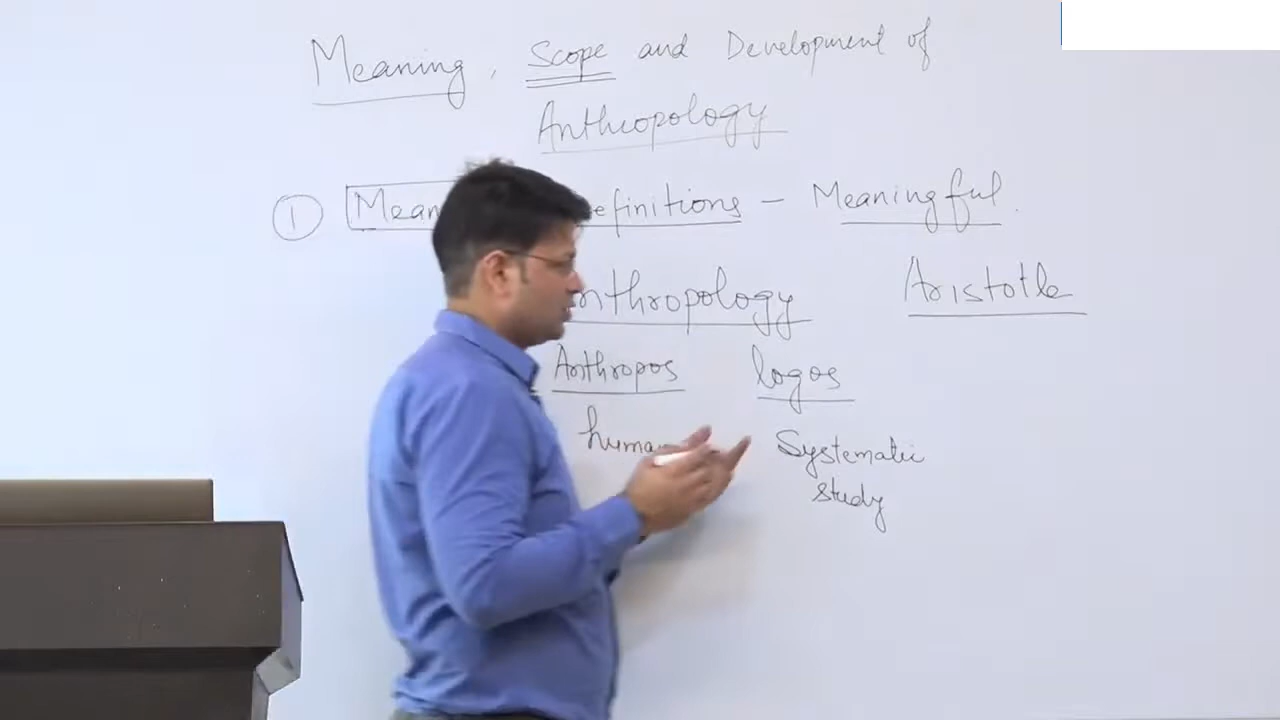 Meaning, Scope and Development of
Anthropology
① Mean efinitions - Meaningful.
nthropology Aristotle
Anthropos logos
human Systematic
study